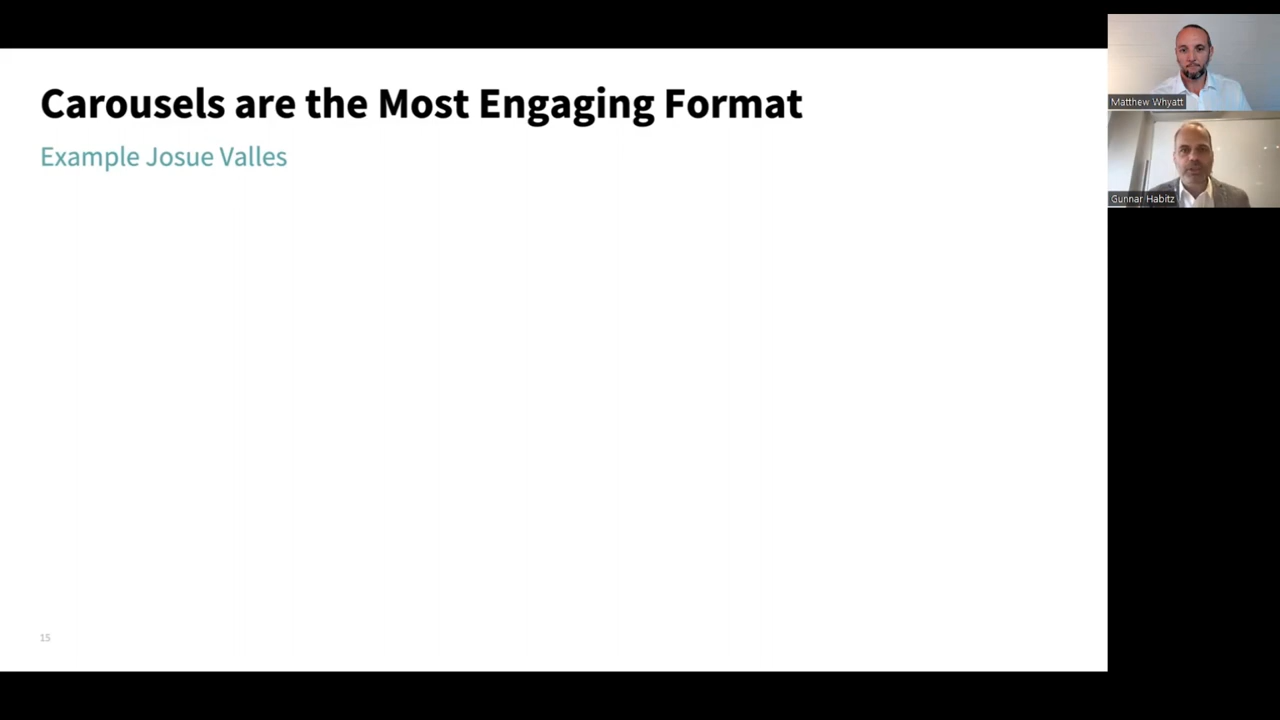 Carousels are the Most Engaging Format
Example Josue Valles
Matthew Whyatt
Gunnar Habitz
15